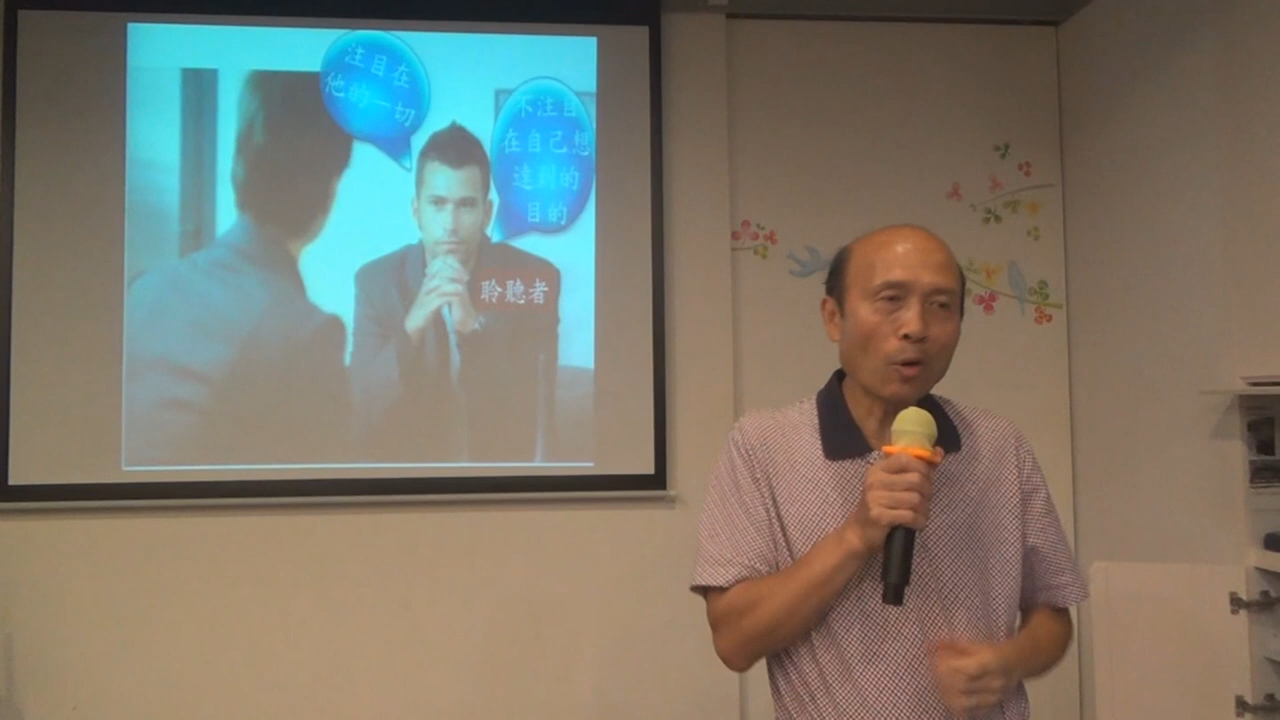 注目在
他的一切
不注目
在自己想
達到的
目的
聆聽者